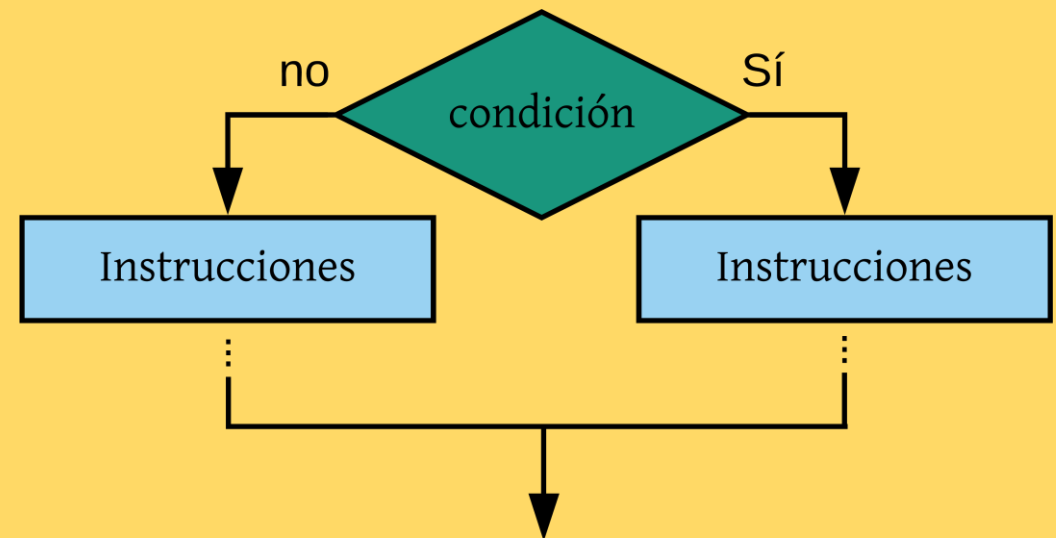 no
Sí
condición
Instrucciones
Instrucciones